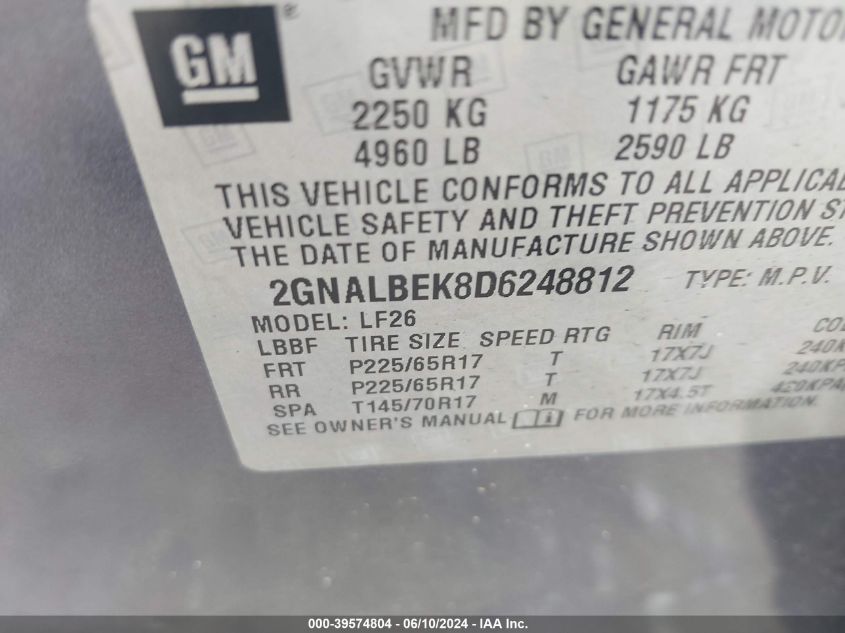 GM
MFD BY GENERAL
GVWR GAWR FRT
2250 KG 1175 KG
4960 LB 2590 LB
THIS VEHICLE CONFORMS TO ALL
VEHICLE SAFETY AND THEFT PREVENTION
THE DATE OF MANUFACTURE SHOWN ABOVE.
2GNALBEK8D6248812 TYPE: M.P.V.
MODEL: LF26
LBBF TIRE SIZE SPEED RTG RIM
FRT P225/65R17 T 17X7J
RR P225/65R17 T 17X7J
SPA T145/70R17 M 17X4.5T
SEE OWNER'S MANUAL FOR MORE INFORMATION.
000-39574804 - 06/10/2024 - IAA Inc.